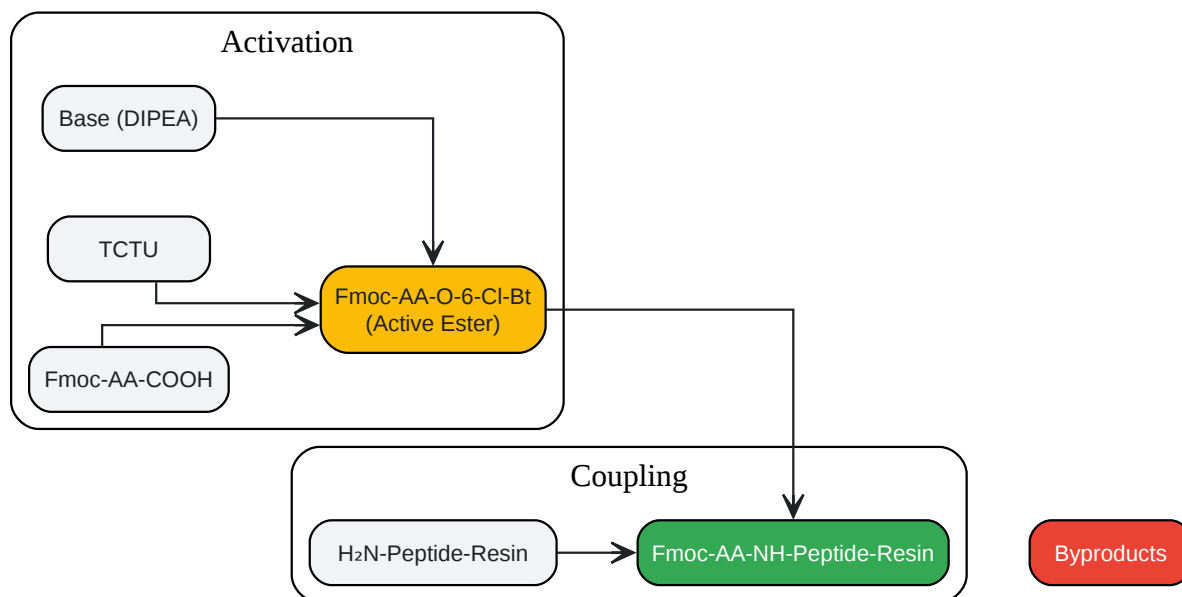 Activation
Base (DIPEA)
TCTU
Fmoc-AA-O-6-Cl-Bt
(Active Ester)
Fmoc-AA-COOH
Coupling
H₂N-Peptide-Resin
Fmoc-AA-NH-Peptide-Resin
Byproducts